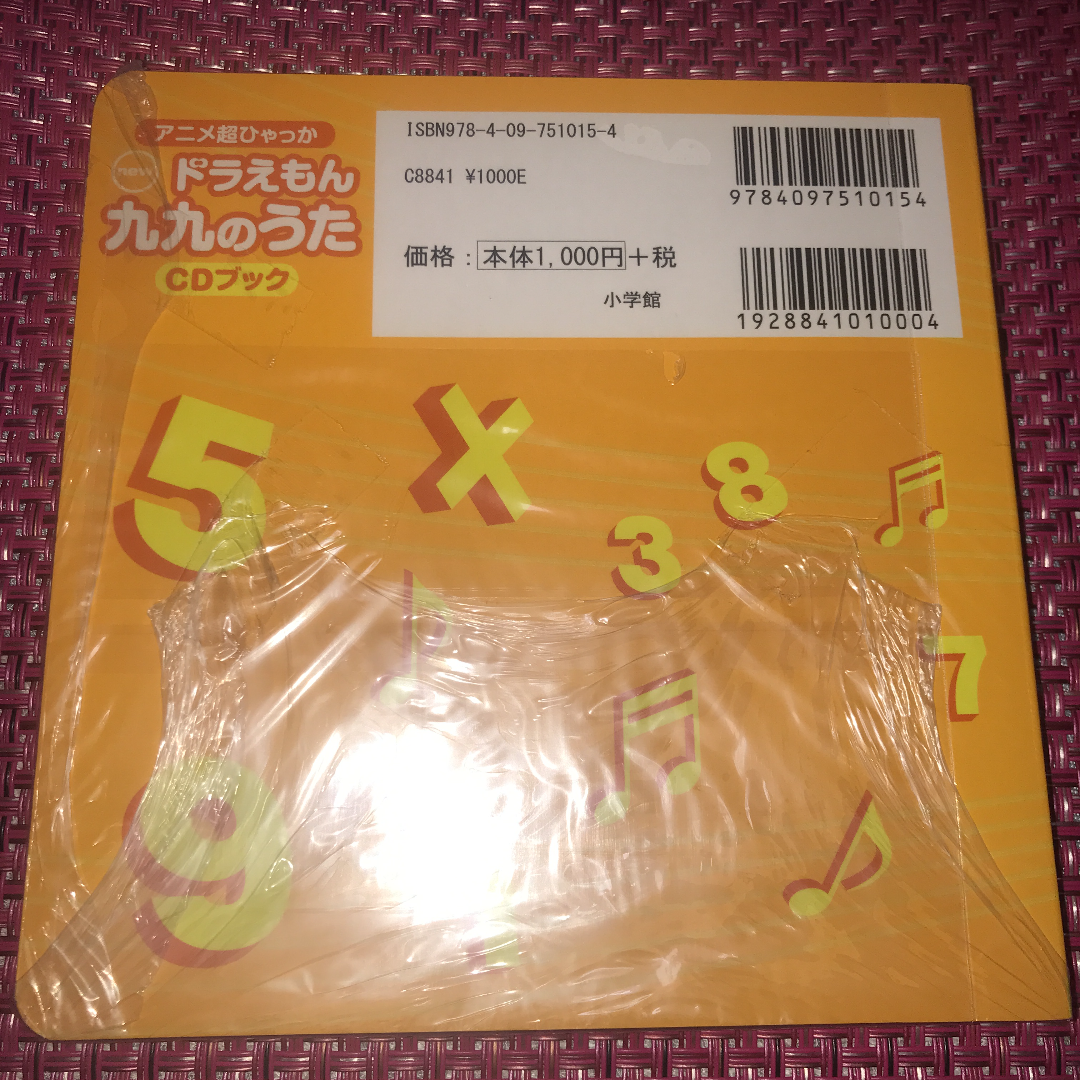 アニメ超ひゃっか
new
ドラえもん
九九のうた
CDブック
ISBN978-4-09-751015-4
C8841 ¥1000E
価格：本体1,000円＋税
小学館
9784097510154
1928841010004
5 X 8
3
7
9
1